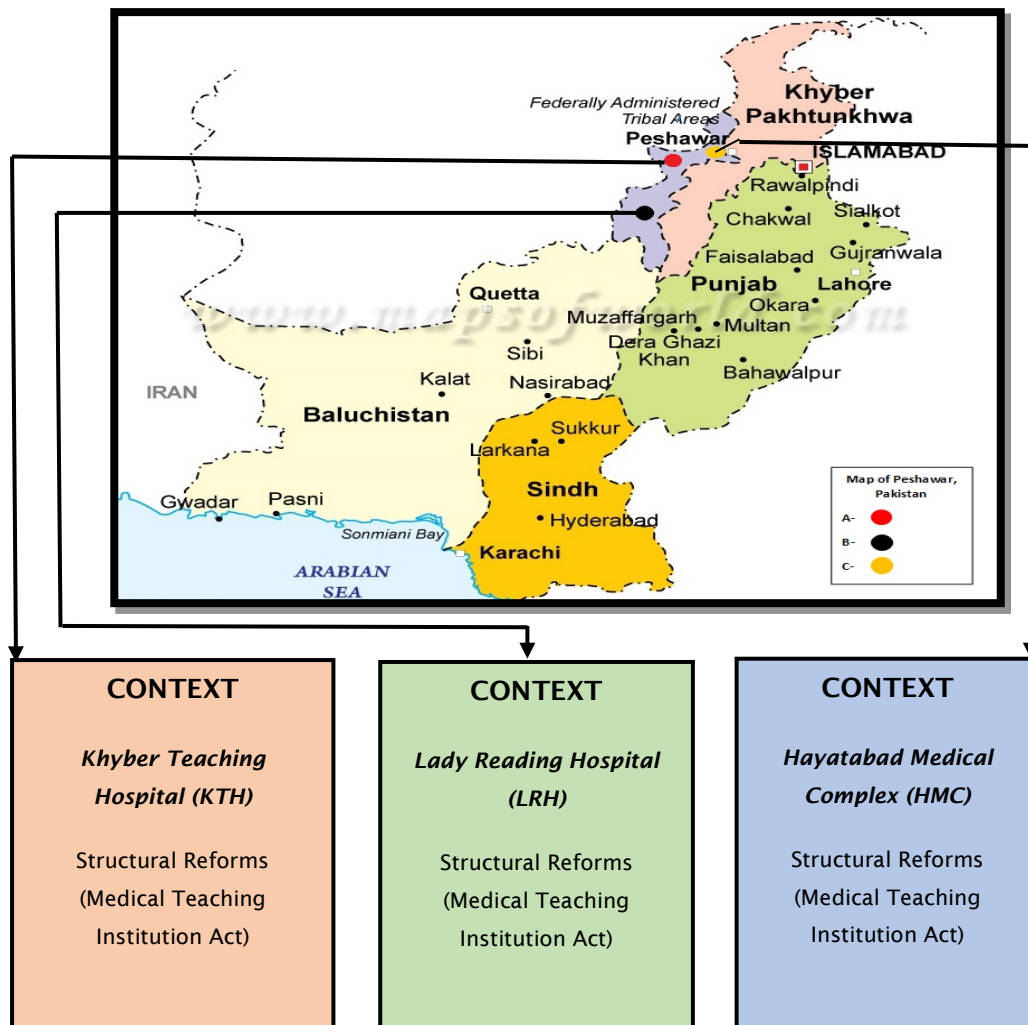 Khyber
Pakhtunkhwa
Federally Administered
Tribal Areas
Peshawar
ISLAMABAD
Rawalpindi
Chakwal
Sialkot
Gujranwala
Faisalabad
Punjab
Lahore
Okara
Quetta
www.mapsofworld.com
Muzaffargarh
Multan
Dera Ghazi
Khan
Bahawalpur
Sibi
Kalat
Nasirabad
IRAN
Baluchistan
Sukkur
Larkana
Sindh
Gwadar
Pasni
Hyderabad
Sonmiani Bay
Karachi
ARABIAN
SEA
Map of Peshawar,
Pakistan
A-
B-
C-
CONTEXT
Khyber Teaching
Hospital (KTH)
Structural Reforms
(Medical Teaching
Institution Act)
CONTEXT
Lady Reading Hospital
(LRH)
Structural Reforms
(Medical Teaching
Institution Act)
CONTEXT
Hayatabad Medical
Complex (HMC)
Structural Reforms
(Medical Teaching
Institution Act)